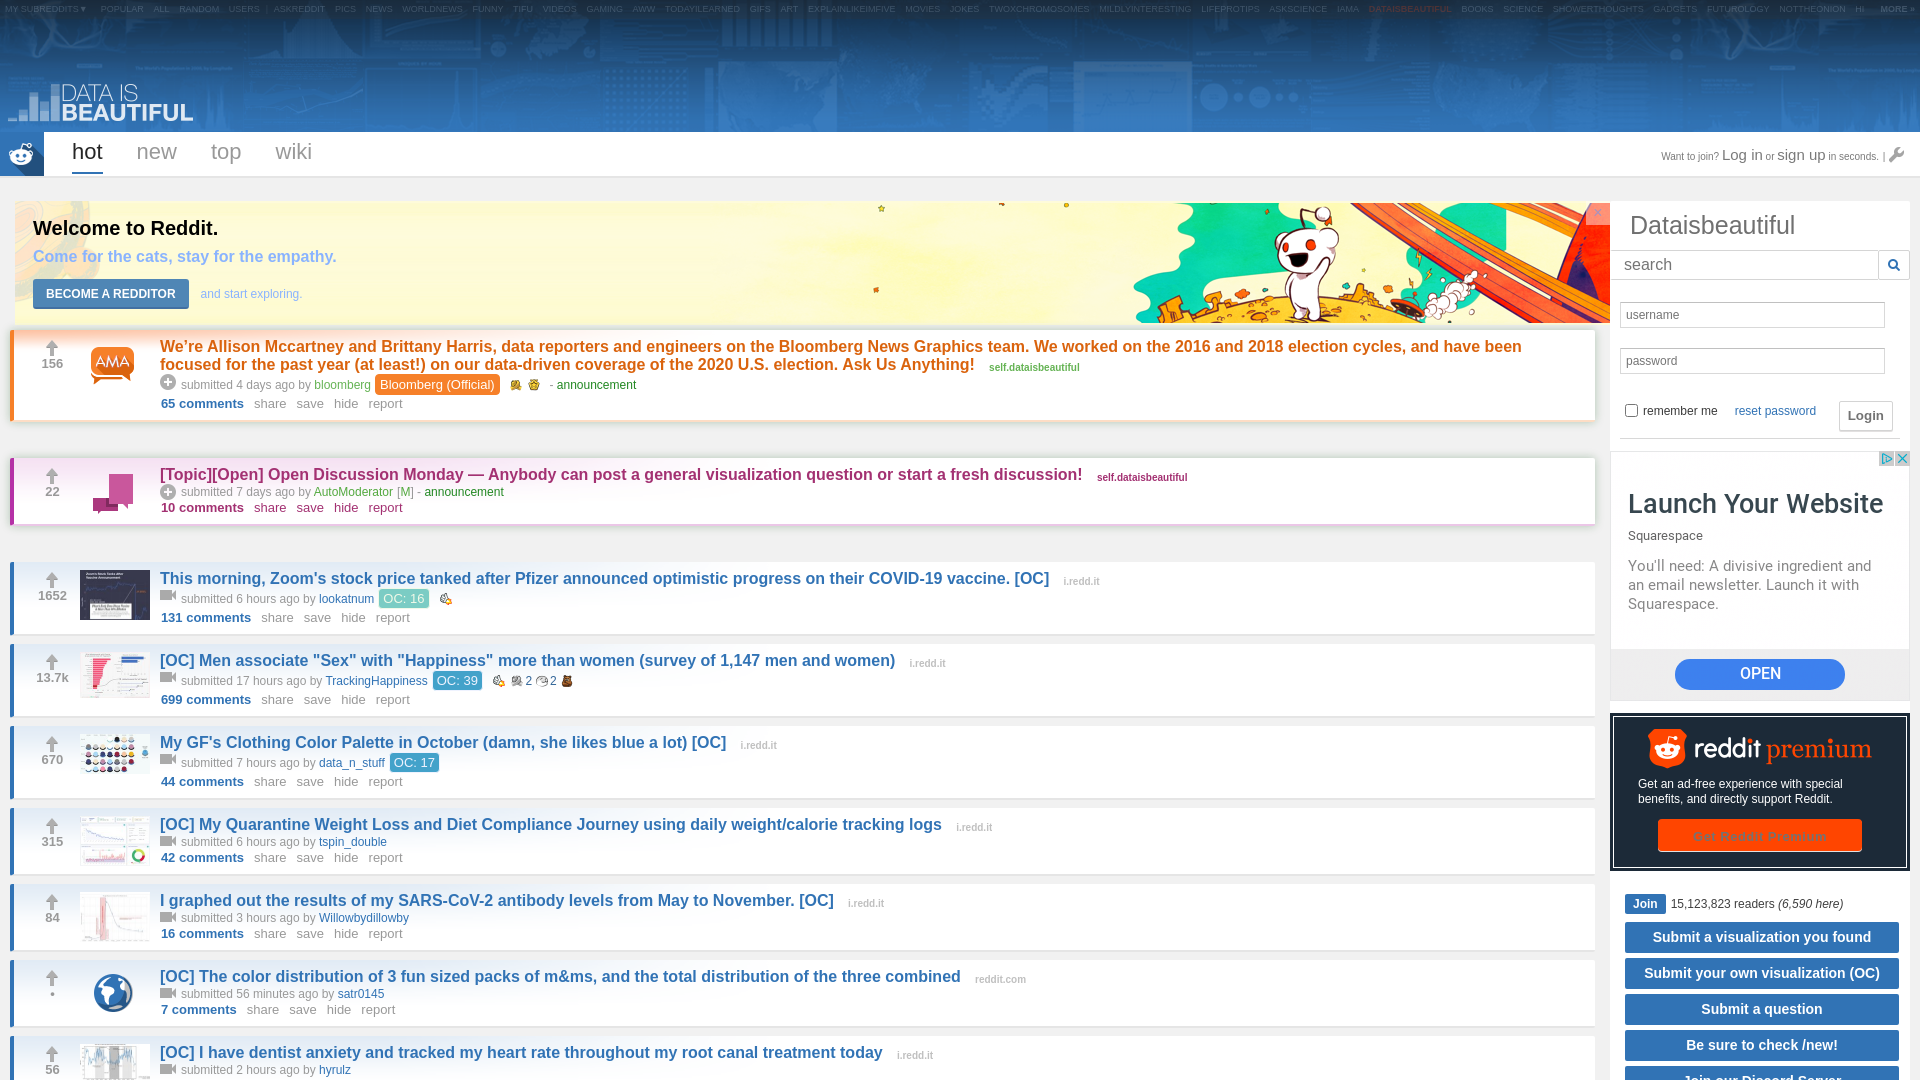 MY SUBREDDITS ▾ POPULAR ALL RANDOM USERS | ASKREDDIT PICS NEWS WORLDNEWS FUNNY TIFU VIDEOS GAMING AWW TODAYILEARNED GIFS ART EXPLAINLIKEIMFIVE MOVIES JOKES TWOXCHROMOSOMES MILDLYINTERESTING LIFEPROTIPS ASKSCIENCE IAMA DATAISBEAUTIFUL BOOKS SCIENCE SHOWERTHOUGHTS GADGETS FUTUROLOGY NOTTHEONION HI MORE »
DATA IS
BEAUTIFUL
hot new top wiki
Want to join? Log in or sign up in seconds. |
Welcome to Reddit.
Come for the cats, stay for the empathy.
BECOME A REDDITOR and start exploring.
156
AMA
We're Allison Mccartney and Brittany Harris, data reporters and engineers on the Bloomberg News Graphics team. We worked on the 2016 and 2018 election cycles, and have been
focused for the past year (at least!) on our data-driven coverage of the 2020 U.S. election. Ask Us Anything! self.dataisbeautiful
submitted 4 days ago by bloomberg Bloomberg (Official) - announcement
65 comments share save hide report
22
[Topic][Open] Open Discussion Monday — Anybody can post a general visualization question or start a fresh discussion! self.dataisbeautiful
submitted 7 days ago by AutoModerator [M] - announcement
10 comments share save hide report
1652
This morning, Zoom's stock price tanked after Pfizer announced optimistic progress on their COVID-19 vaccine. [OC] i.redd.it
submitted 6 hours ago by lookatnum OC: 16
131 comments share save hide report
13.7k
[OC] Men associate "Sex" with "Happiness" more than women (survey of 1,147 men and women) i.redd.it
submitted 17 hours ago by TrackingHappiness OC: 39 2 2
699 comments share save hide report
670
My GF's Clothing Color Palette in October (damn, she likes blue a lot) [OC] i.redd.it
submitted 7 hours ago by data_n_stuff OC: 17
44 comments share save hide report
315
[OC] My Quarantine Weight Loss and Diet Compliance Journey using daily weight/calorie tracking logs i.redd.it
submitted 6 hours ago by tspin_double
42 comments share save hide report
84
I graphed out the results of my SARS-CoV-2 antibody levels from May to November. [OC] i.redd.it
submitted 3 hours ago by Willowbydillowby
16 comments share save hide report
•
[OC] The color distribution of 3 fun sized packs of m&ms, and the total distribution of the three combined reddit.com
submitted 56 minutes ago by satr0145
7 comments share save hide report
56
[OC] I have dentist anxiety and tracked my heart rate throughout my root canal treatment today i.redd.it
submitted 2 hours ago by hyrulz
Dataisbeautiful
search
username
password
remember me reset password Login
Launch Your Website
Squarespace
You'll need: A divisive ingredient and
an email newsletter. Launch it with
Squarespace.
OPEN
reddit premium
Get an ad-free experience with special
benefits, and directly support Reddit.
Get Reddit Premium
Join 15,123,823 readers (6,590 here)
Submit a visualization you found
Submit your own visualization (OC)
Submit a question
Be sure to check /new!
Join our Discord Server